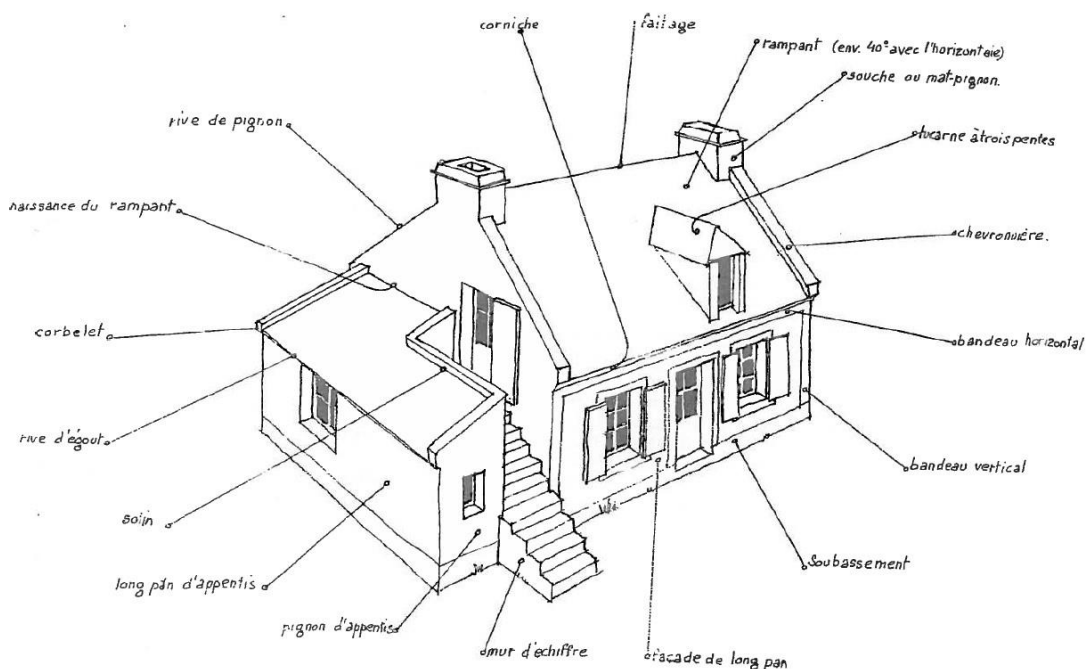 corniche
faîtage
rampant (env. 40° avec l'horizontale)
souche ou mat-pignon.
rive de pignon
lucarne à trois pentes
naissance du rampant
chevronnière.
corbelet
bandeau horizontal
rive d'égout
bandeau vertical
solin
Soubassement
long pan d'appentis
pignon d'appentis
mur d'échiffre
façade de long pan